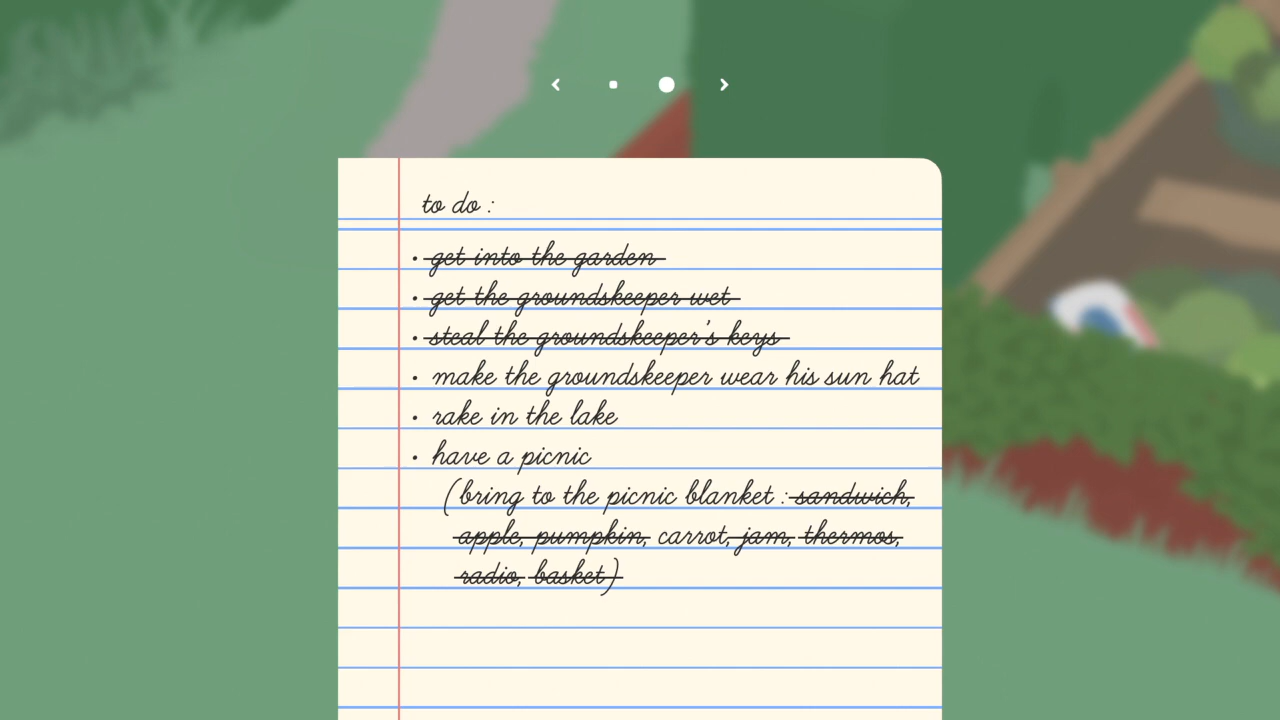 to do :
• get into the garden
• get the groundskeeper wet
• steal the groundskeeper's keys
• make the groundskeeper wear his sun hat
• rake in the lake
• have a picnic
(bring to the picnic blanket : sandwich,
apple, pumpkin, carrot, jam, thermos,
radio, basket)